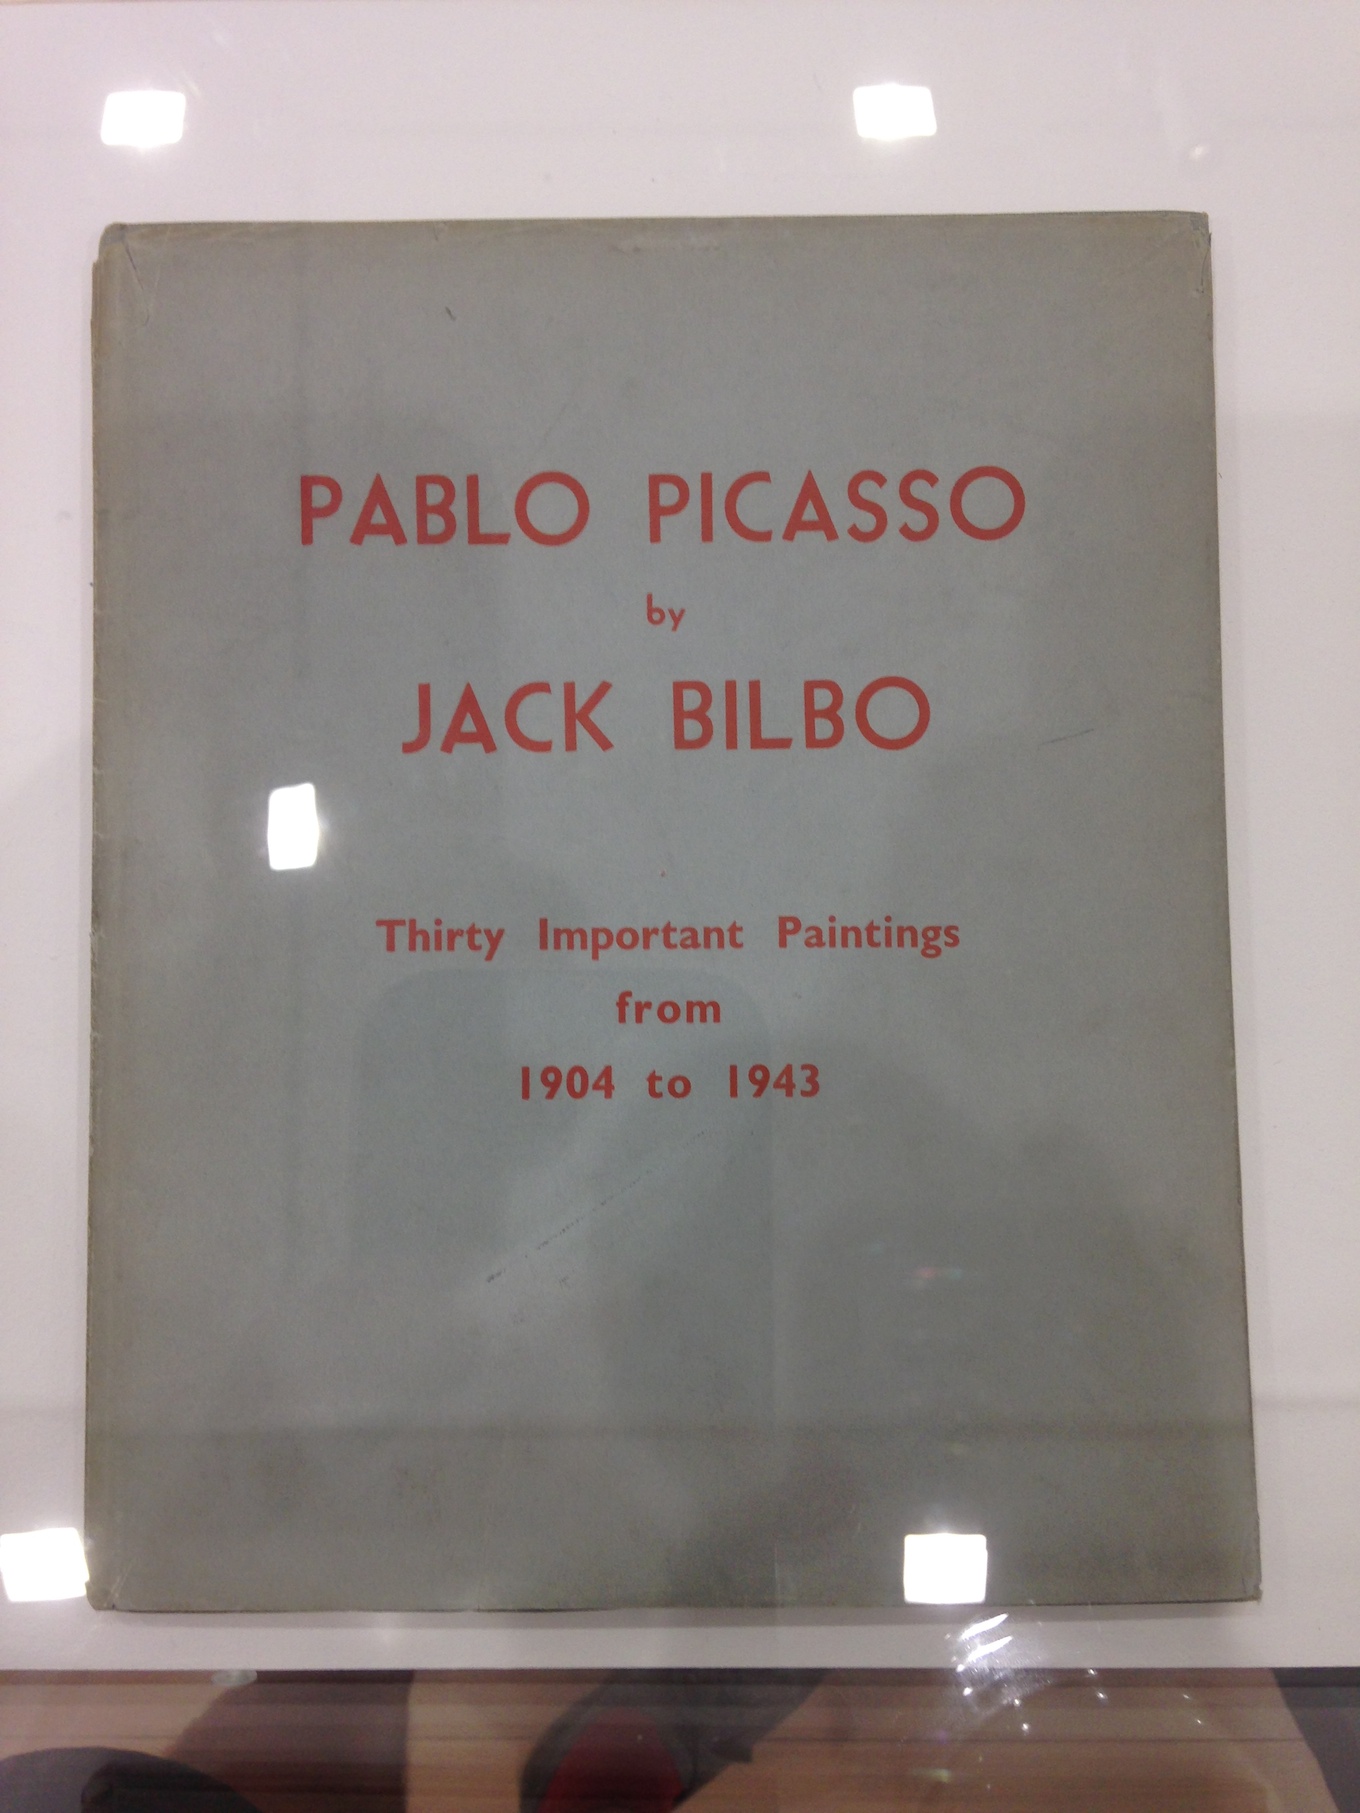 PABLO PICASSO
by
JACK BILBO
Thirty Important Paintings
from
1904 to 1943